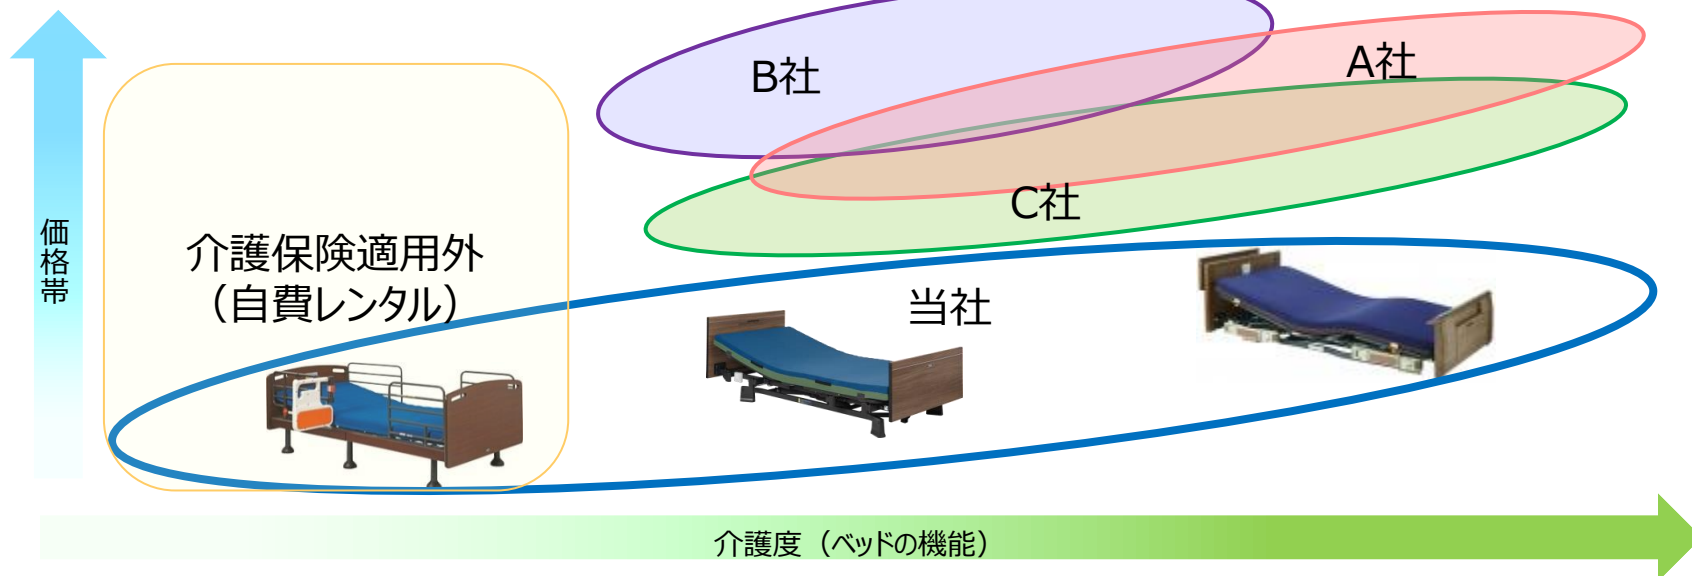 B社
A社
C社
価格帯
介護保険適用外
（自費レンタル）
当社
介護度（ベッドの機能）